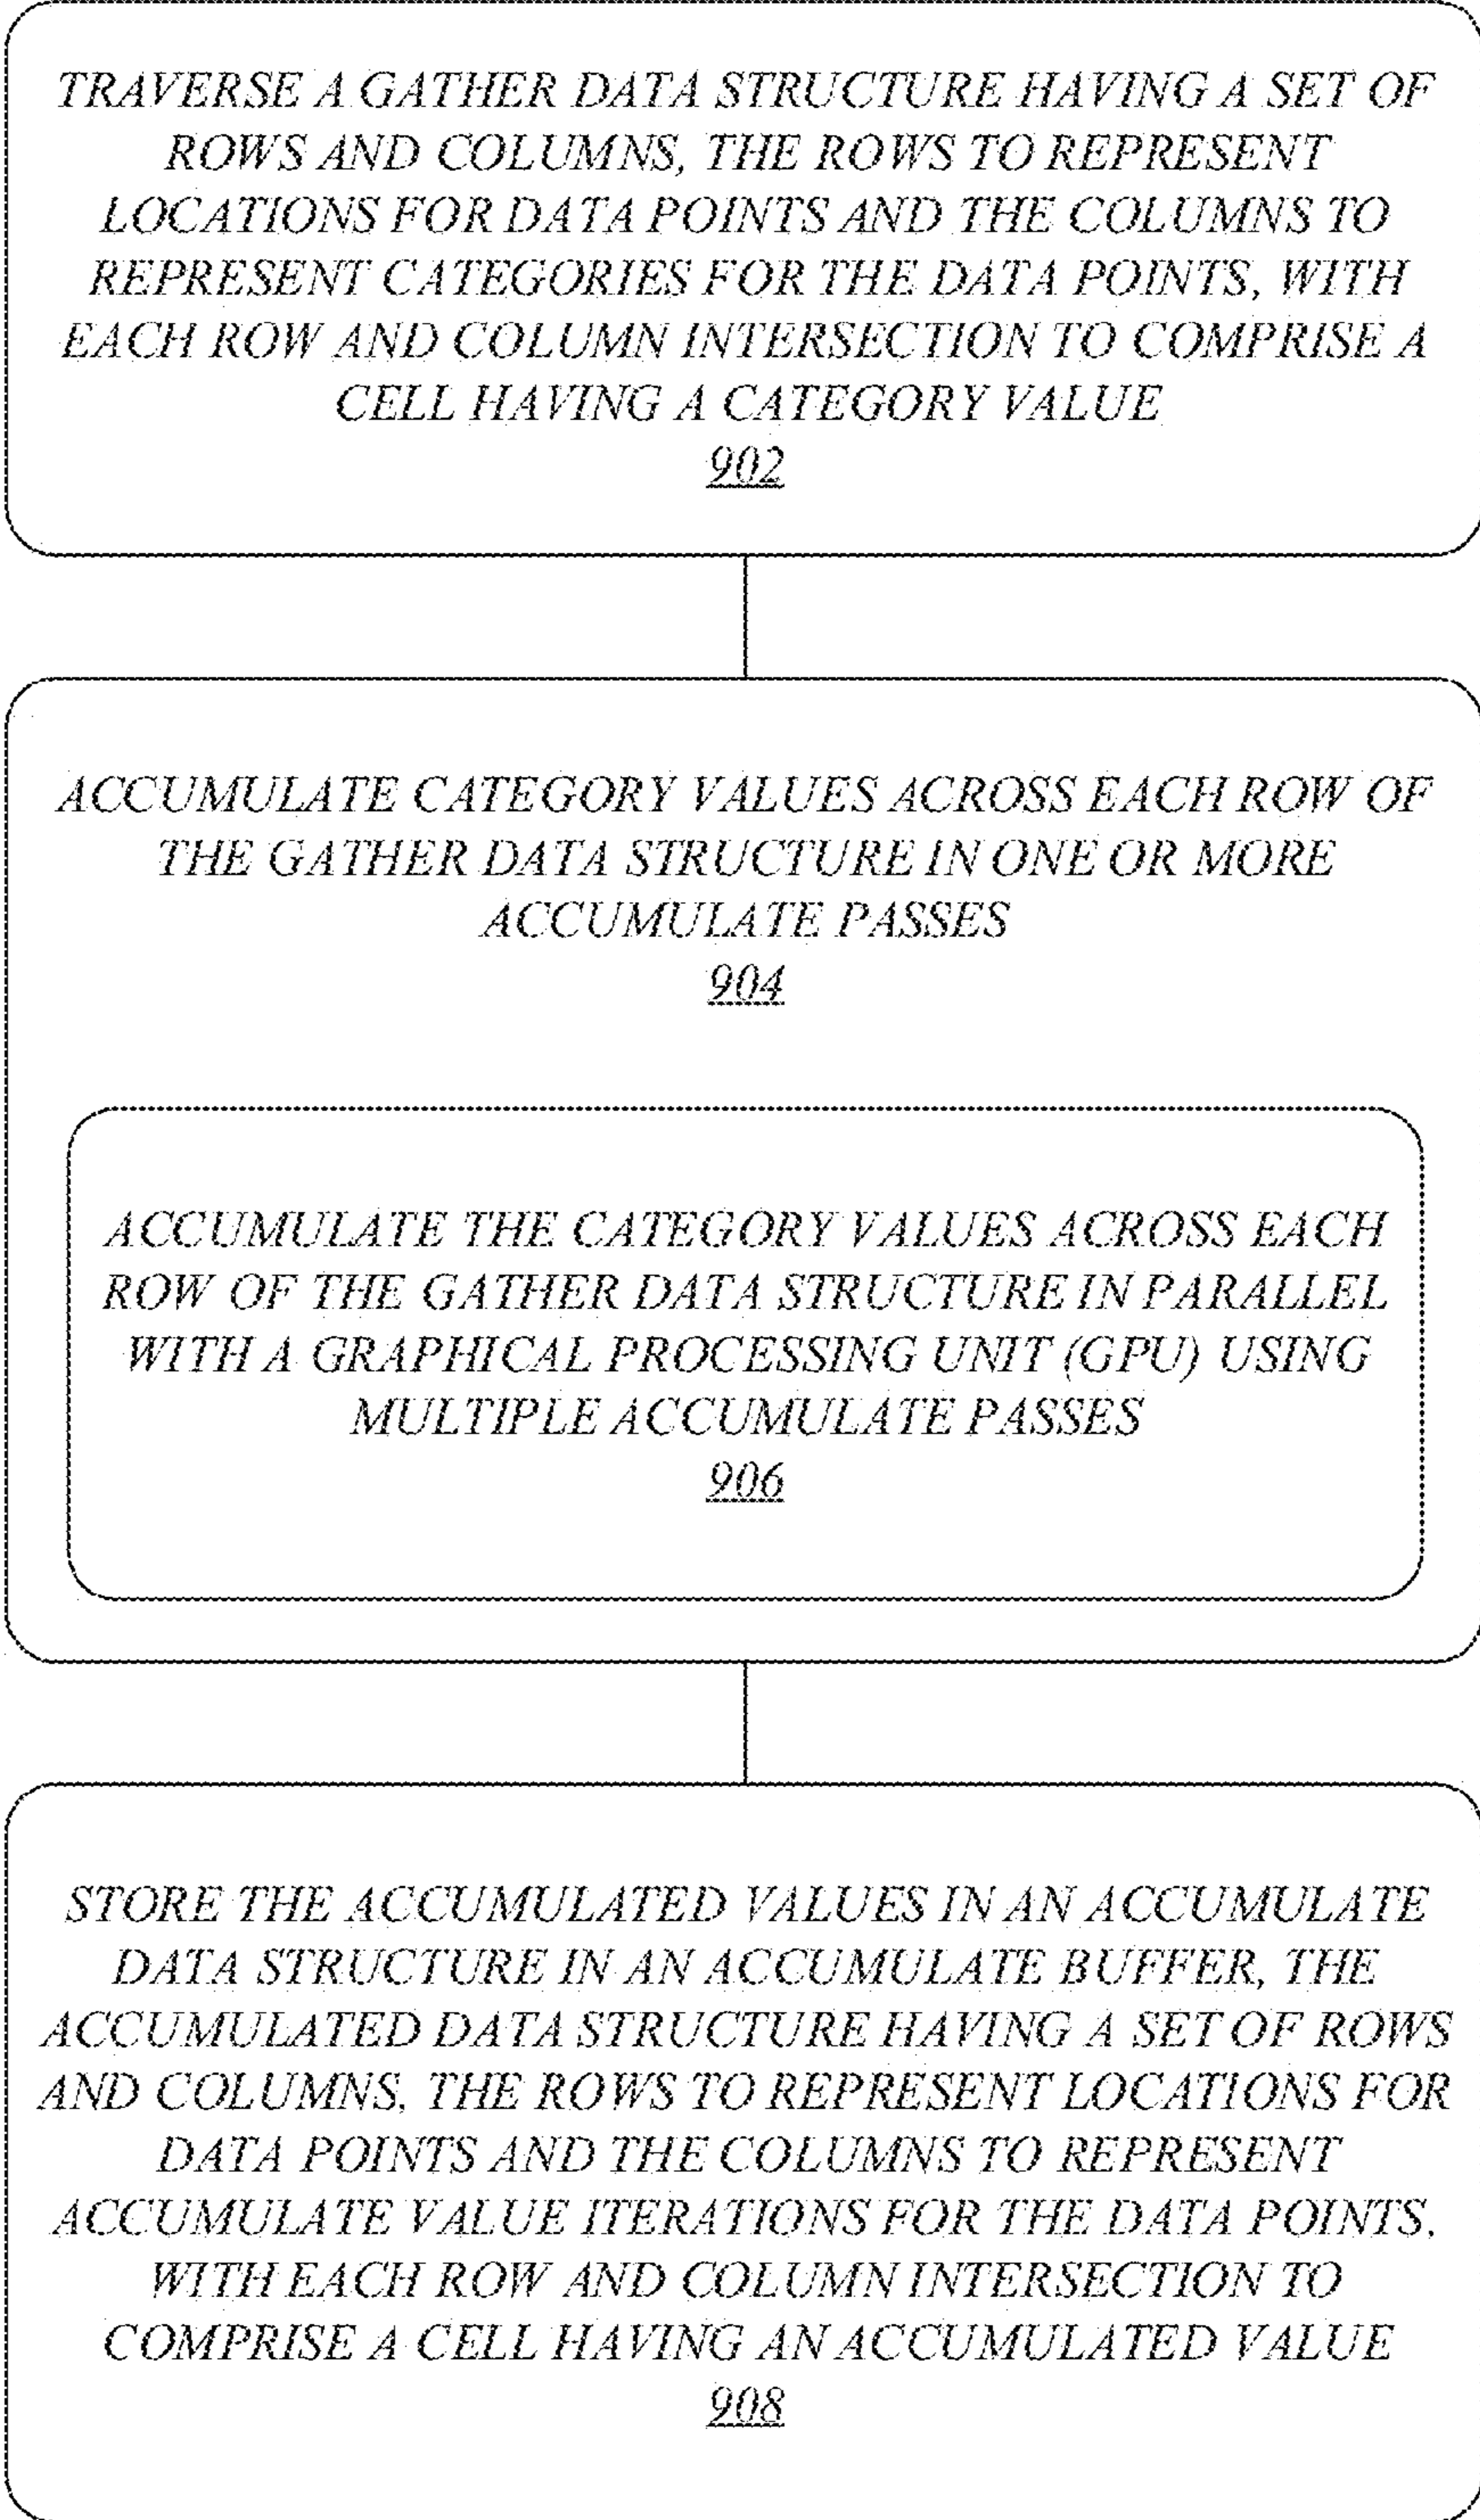 TRAVERSE A GATHER DATA STRUCTURE HAVING A SET OF
ROWS AND COLUMNS, THE ROWS TO REPRESENT
LOCATIONS FOR DATA POINTS AND THE COLUMNS TO
REPRESENT CATEGORIES FOR THE DATA POINTS, WITH
EACH ROW AND COLUMN INTERSECTION TO COMPRISE A
CELL HAVING A CATEGORY VALUE
902
ACCUMULATE CATEGORY VALUES ACROSS EACH ROW OF
THE GATHER DATA STRUCTURE IN ONE OR MORE
ACCUMULATE PASSES
904
ACCUMULATE THE CATEGORY VALUES ACROSS EACH
ROW OF THE GATHER DATA STRUCTURE IN PARALLEL
WITH A GRAPHICAL PROCESSING UNIT (GPU) USING
MULTIPLE ACCUMULATE PASSES
906
STORE THE ACCUMULATED VALUES IN AN ACCUMULATE
DATA STRUCTURE IN AN ACCUMULATE BUFFER, THE
ACCUMULATED DATA STRUCTURE HAVING A SET OF ROWS
AND COLUMNS, THE ROWS TO REPRESENT LOCATIONS FOR
DATA POINTS AND THE COLUMNS TO REPRESENT
ACCUMULATE VALUE ITERATIONS FOR THE DATA POINTS,
WITH EACH ROW AND COLUMN INTERSECTION TO
COMPRISE A CELL HAVING AN ACCUMULATED VALUE
908